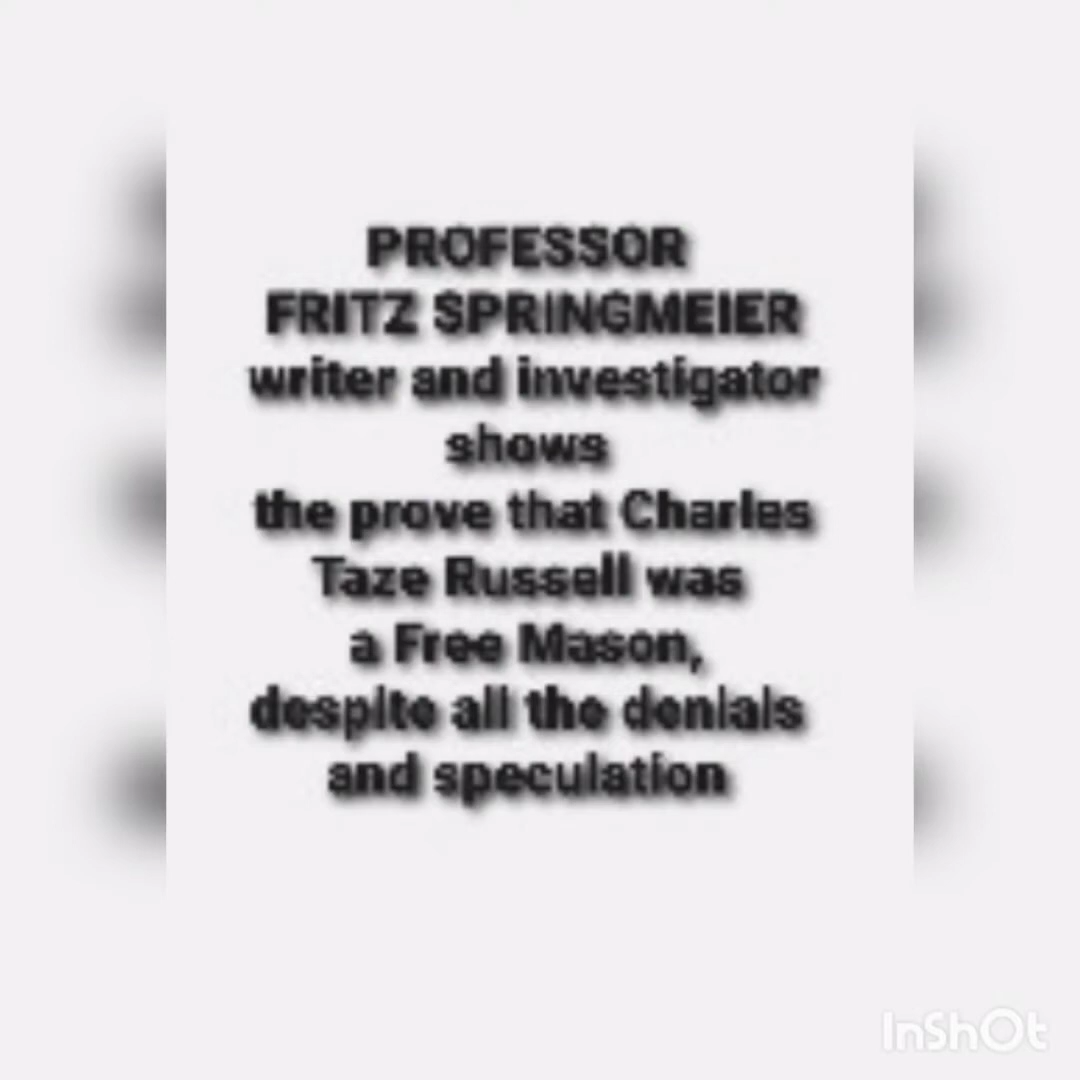 PROFESSOR
FRITZ SPRINGMEIER
writer and investigator
shows
the prove that Charles
Taze Russell was
a Free Mason,
despite all the denials
and speculation
InShOt